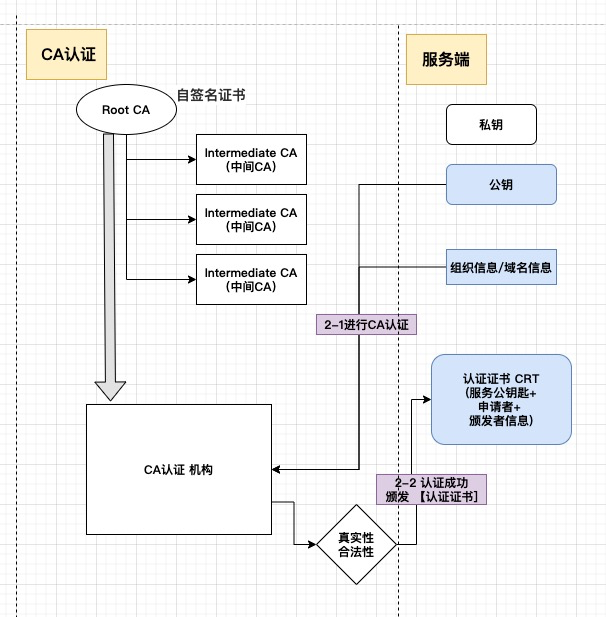 CA认证
服务端
自签名证书
Root CA
私钥
Intermediate CA
(中间CA)
公钥
Intermediate CA
(中间CA)
Intermediate CA
(中间CA)
组织信息/域名信息
2-1进行CA认证
认证证书 CRT
(服务公钥匙+
申请者+
颁发者信息)
CA认证 机构
2-2 认证成功
颁发 【认证证书】
真实性
合法性